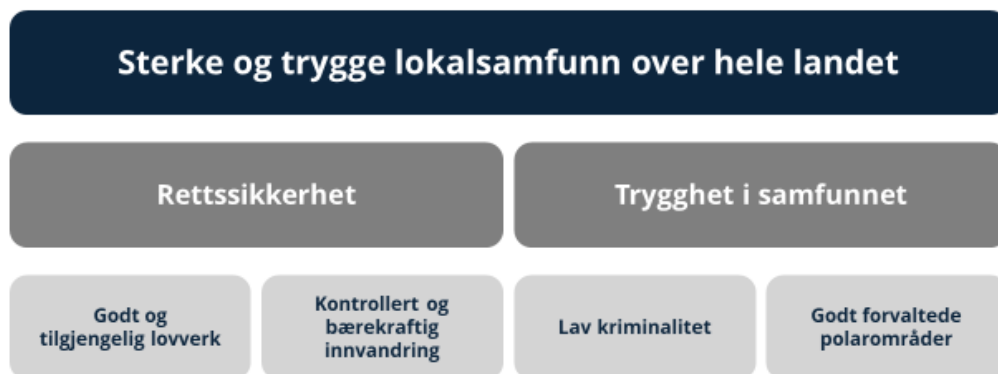 Sterke og trygge lokalsamfunn over hele landet
Rettssikkerhet
Trygghet i samfunnet
Godt og
tilgjengelig lovverk
Kontrollert og
bærekraftig
innvandring
Lav kriminalitet
Godt forvaltede
polarområder